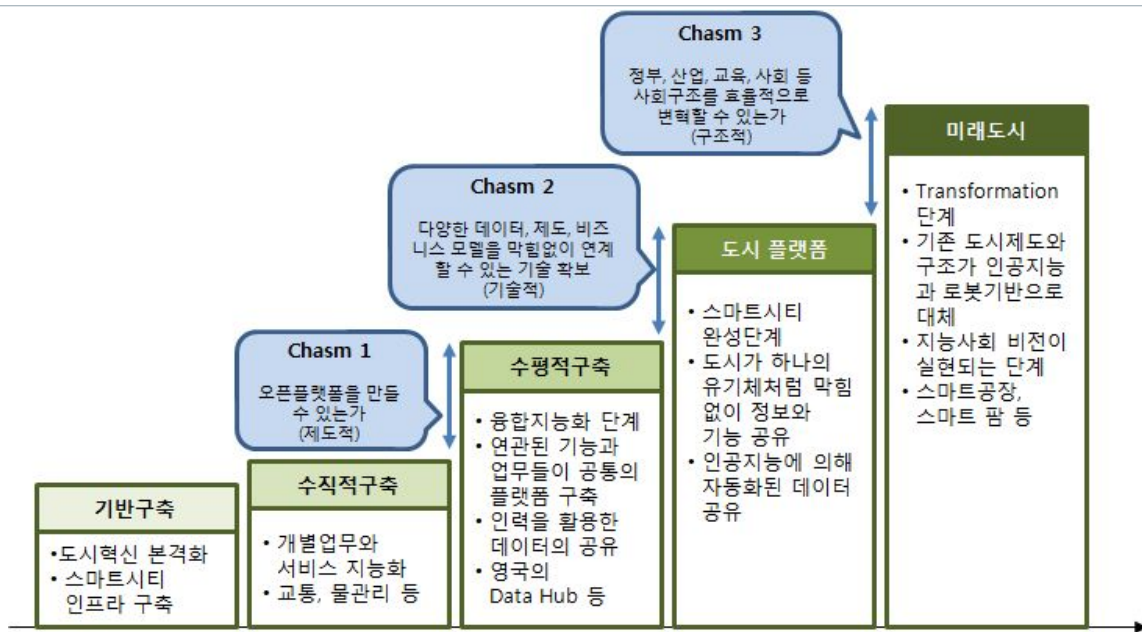 Chasm 3
정부, 산업, 교육, 사회 등
사회구조를 효율적으로
변혁할 수 있는가
(구조적)
Chasm 2
다양한 데이터, 제도, 비즈
니스 모델을 막힘없이 연계
할 수 있는 기술 확보
(기술적)
Chasm 1
오픈플랫폼을 만들
수 있는가
(제도적)
기반구축
•도시혁신 본격화
• 스마트시티
인프라 구축
수직적구축
• 개별업무와
서비스 지능화
• 교통, 물관리 등
수평적구축
• 융합지능화 단계
• 연관된 기능과
업무들이 공통의
플랫폼 구축
• 인력을 활용한
데이터의 공유
• 영국의
Data Hub 등
도시 플랫폼
• 스마트시티
완성단계
• 도시가 하나의
유기체처럼 막힘
없이 정보와
기능 공유
• 인공지능에 의해
자동화된 데이터
공유
미래도시
• Transformation
단계
• 기존 도시제도와
구조가 인공지능
과 로봇기반으로
대체
• 지능사회 비전이
실현되는 단계
• 스마트공장,
스마트 팜 등